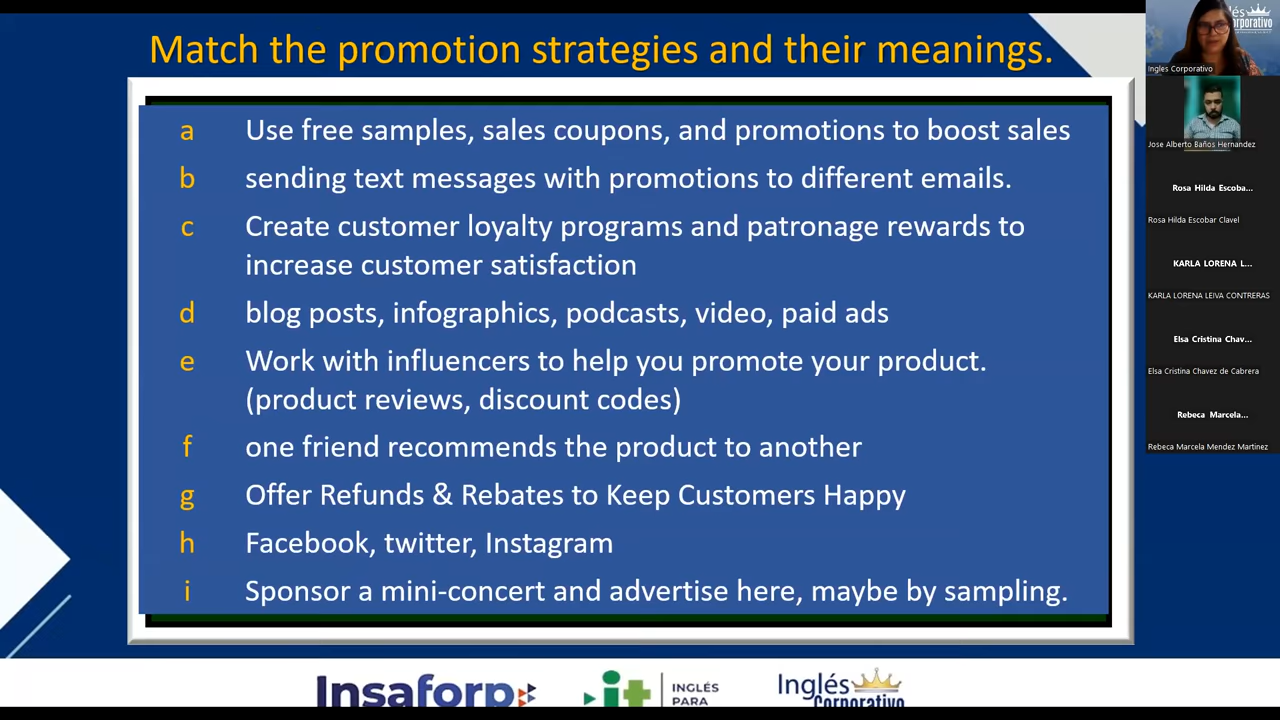 Match the promotion strategies and their meanings.
a Use free samples, sales coupons, and promotions to boost sales
b sending text messages with promotions to different emails.
c Create customer loyalty programs and patronage rewards to
increase customer satisfaction
d blog posts, infographics, podcasts, video, paid ads
e Work with influencers to help you promote your product.
(product reviews, discount codes)
f one friend recommends the product to another
g Offer Refunds & Rebates to Keep Customers Happy
h Facebook, twitter, Instagram
i Sponsor a mini-concert and advertise here, maybe by sampling.
Insaforp
it
INGLÉS
PARA
Inglés
Corporativo
Ingles Corporativo
Jose Alberto Baños Hernandez
Rosa Hilda Escoba...
Rosa Hilda Escobar Clavel
KARLA LORENA L...
KARLA LORENA LEIVA CONTRERAS
Elsa Cristina Chav...
Elsa Cristina Chavez de Cabrera
Rebeca Marcela...
Rebeca Marcela Mendez Martinez